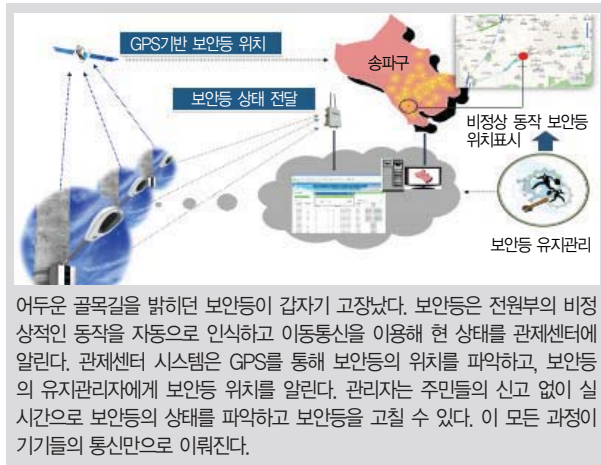 GPS기반 보안등 위치
송파구
보안등 상태 전달
비정상 동작 보안등
위치표시
보안등 유지관리
어두운 골목길을 밝히던 보안등이 갑자기 고장났다. 보안등은 전원부의 비정
상적인 동작을 자동으로 인식하고 이동통신을 이용해 현 상태를 관제센터에
알린다. 관제센터 시스템은 GPS를 통해 보안등의 위치를 파악하고, 보안등
의 유지관리자에게 보안등 위치를 알린다. 관리자는 주민들의 신고 없이 실
시간으로 보안등의 상태를 파악하고 보안등을 고칠 수 있다. 이 모든 과정이
기기들의 통신만으로 이뤄진다.